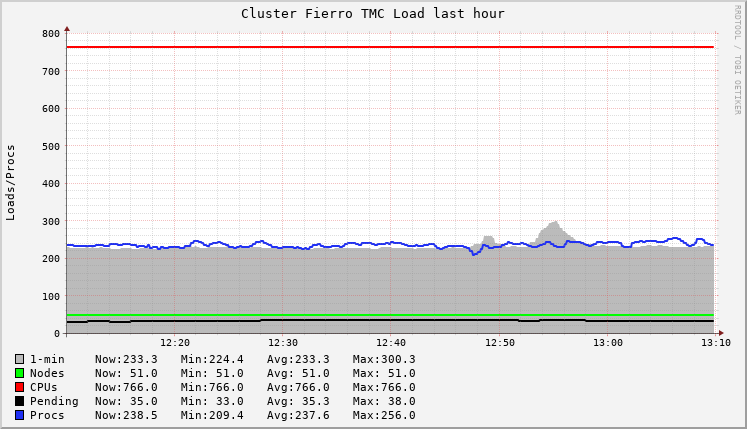 Cluster Fierro TMC Load last hour
RRDTOOL / TOBI OETIKER
Loads/Procs
800
700
600
500
400
300
200
100
0
12:20 12:30 12:40 12:50 13:00 13:10
1-min Now:233.3 Min:224.4 Avg:233.3 Max:300.3
Nodes Now: 51.0 Min: 51.0 Avg: 51.0 Max: 51.0
CPUs Now:766.0 Min:766.0 Avg:766.0 Max:766.0
Pending Now: 35.0 Min: 33.0 Avg: 35.3 Max: 38.0
Procs Now:238.5 Min:209.4 Avg:237.6 Max:256.0